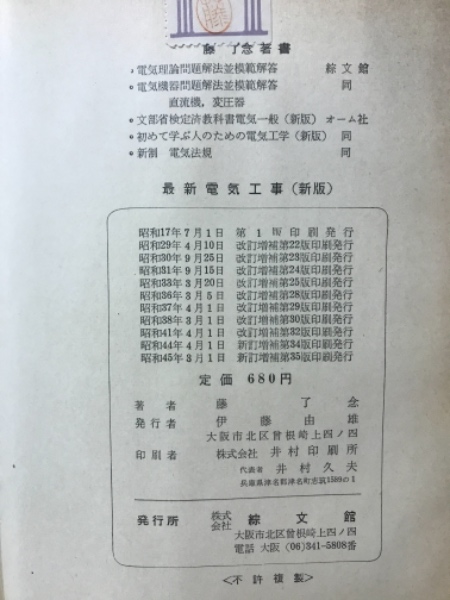 藤 了念著書
・電気理論問題解法並模範解答 綜文館
・電気機器問題解法並模範解答 同
直流機，変圧器
・文部省検定済教科書電気一般（新版） オーム社
・初めて学ぶ人のための電気工学（新版） 同
・新制 電気法規 同
最新電気工事（新版）
昭和17年7月1日 第1版印刷発行
昭和29年4月10日 改訂増補第22版印刷発行
昭和30年9月25日 改訂増補第23版印刷発行
昭和31年9月15日 改訂増補第24版印刷発行
昭和33年3月20日 改訂増補第25版印刷発行
昭和36年3月5日 改訂増補第28版印刷発行
昭和37年4月1日 改訂増補第29版印刷発行
昭和38年3月1日 改訂増補第30版印刷発行
昭和41年4月1日 改訂増補第32版印刷発行
昭和44年4月1日 新訂増補第34版印刷発行
昭和45年3月1日 新訂増補第35版印刷発行
定価 680円
著者 藤了念
発行者 伊藤由雄
大阪市北区曾根崎上四ノ四
印刷者 株式会社 井村印刷所
代表者 井村久夫
兵庫県津名郡津名町志筑1589の1
発行所 株式会社 綜文館
大阪市北区曾根崎上四ノ四
電話 大阪 (06)341-5808番
＜不許複製＞